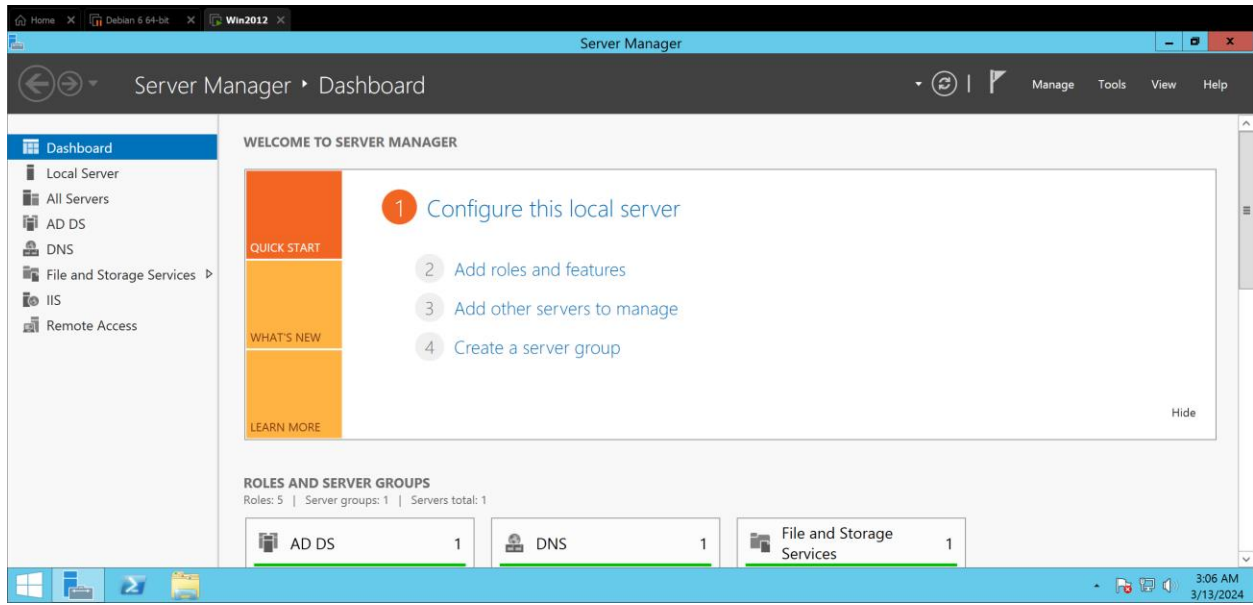 Home Debian 6 64-bit Win2012
Server Manager
Server Manager Dashboard Manage Tools View Help
Dashboard
Local Server
All Servers
AD DS
DNS
File and Storage Services
IIS
Remote Access
WELCOME TO SERVER MANAGER
QUICK START
WHAT'S NEW
LEARN MORE
1 Configure this local server
2 Add roles and features
3 Add other servers to manage
4 Create a server group
Hide
ROLES AND SERVER GROUPS
Roles: 5 | Server groups: 1 | Servers total: 1
AD DS 1
DNS 1
File and Storage
Services 1
3:06 AM
3/13/2024